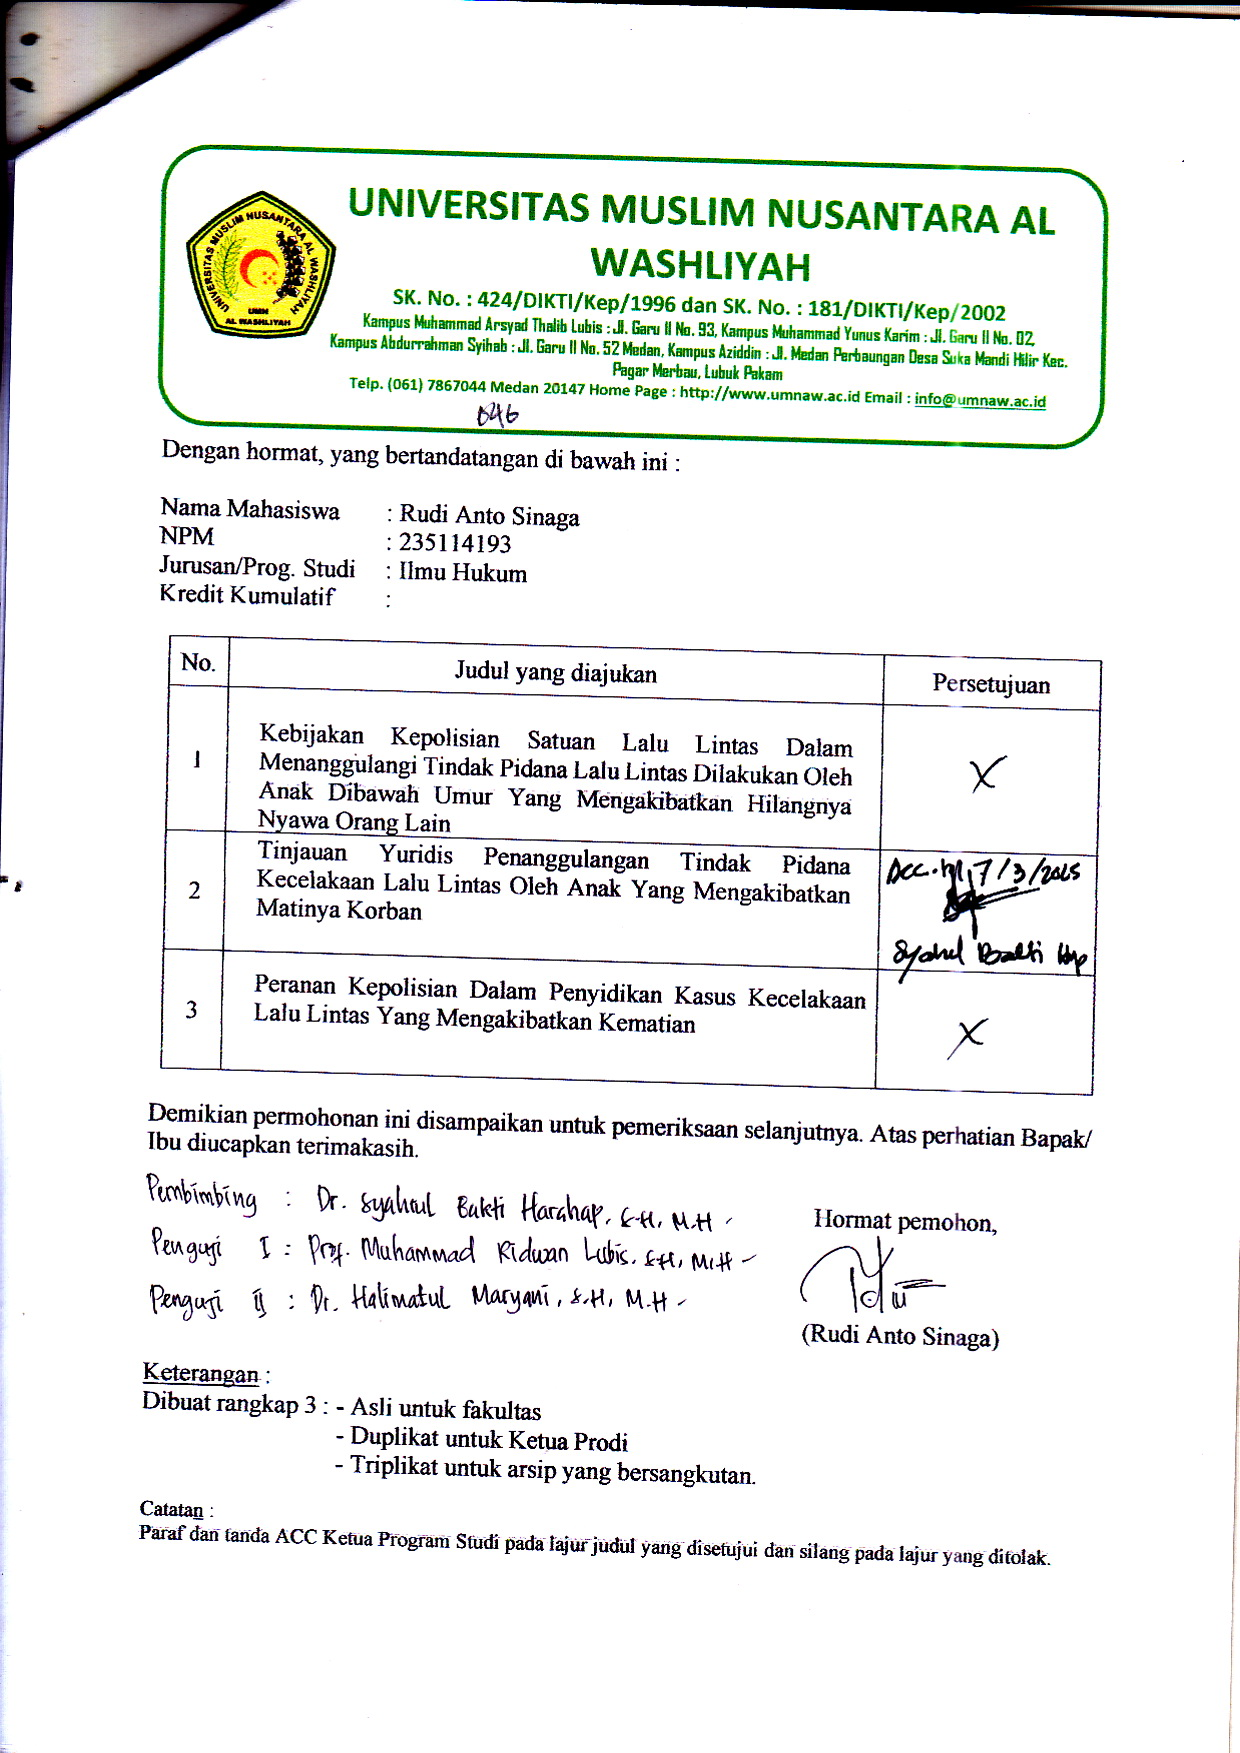 UNIVERSITAS MUSLIM NUSANTARA AL WASHLIYAH
UMN
AL WASHLIYAH
UNIVERSITAS MUSLIM NUSANTARA AL
WASHLIYAH
SK. No. : 424/DIKTI/Kep/1996 dan SK. No. : 181/DIKTI/Kep/2002
Kampus Muhammad Arsyad Thalib Lubis : Jl. Garu II No. 93, Kampus Muhammad Yunus Karim : Jl. Garu II No. 02,
Kampus Abdurrahman Syihab : Jl. Garu II No. 52 Medan, Kampus Aziddin : Jl. Medan Perbaungan Desa Suka Mandi Hilir Kec.
Pagar Merbau, Lubuk Pakam
Telp. (061) 7867044 Medan 20147 Home Page : http://www.umnaw.ac.id Email : info@umnaw.ac.id
046
Dengan hormat, yang bertandatangan di bawah ini :
Nama Mahasiswa : Rudi Anto Sinaga
NPM : 235114193
Jurusan/Prog. Studi : Ilmu Hukum
Kredit Kumulatif :
No. Judul yang diajukan Persetujuan
1 Kebijakan Kepolisian Satuan Lalu Lintas Dalam X
Menanggulangi Tindak Pidana Lalu Lintas Dilakukan Oleh
Anak Dibawah Umur Yang Mengakibatkan Hilangnya
Nyawa Orang Lain
2 Tinjauan Yuridis Penanggulangan Tindak Pidana Acc. 7/3/2025
Kecelakaan Lalu Lintas Oleh Anak Yang Mengakibatkan
Matinya Korban
Syahrul Bakti Hrp
3 Peranan Kepolisian Dalam Penyidikan Kasus Kecelakaan X
Lalu Lintas Yang Mengakibatkan Kematian
Demikian permohonan ini disampaikan untuk pemeriksaan selanjutnya. Atas perhatian Bapak/
Ibu diucapkan terimakasih.
Pembimbing : Dr. Syahrul Bakti Harahap, S.H, M.H
Penguji I : Prof. Muhammad Ridwan Lubis, S.H, M.H
Penguji II : Dr. Halimatul Maryani, S.H, M.H
Hormat pemohon,
(Rudi Anto Sinaga)
Keterangan :
Dibuat rangkap 3 : - Asli untuk fakultas
- Duplikat untuk Ketua Prodi
- Triplikat untuk arsip yang bersangkutan.
Catatan :
Paraf dan tanda ACC Ketua Program Studi pada lajur judul yang disetujui dan silang pada lajur yang ditolak.